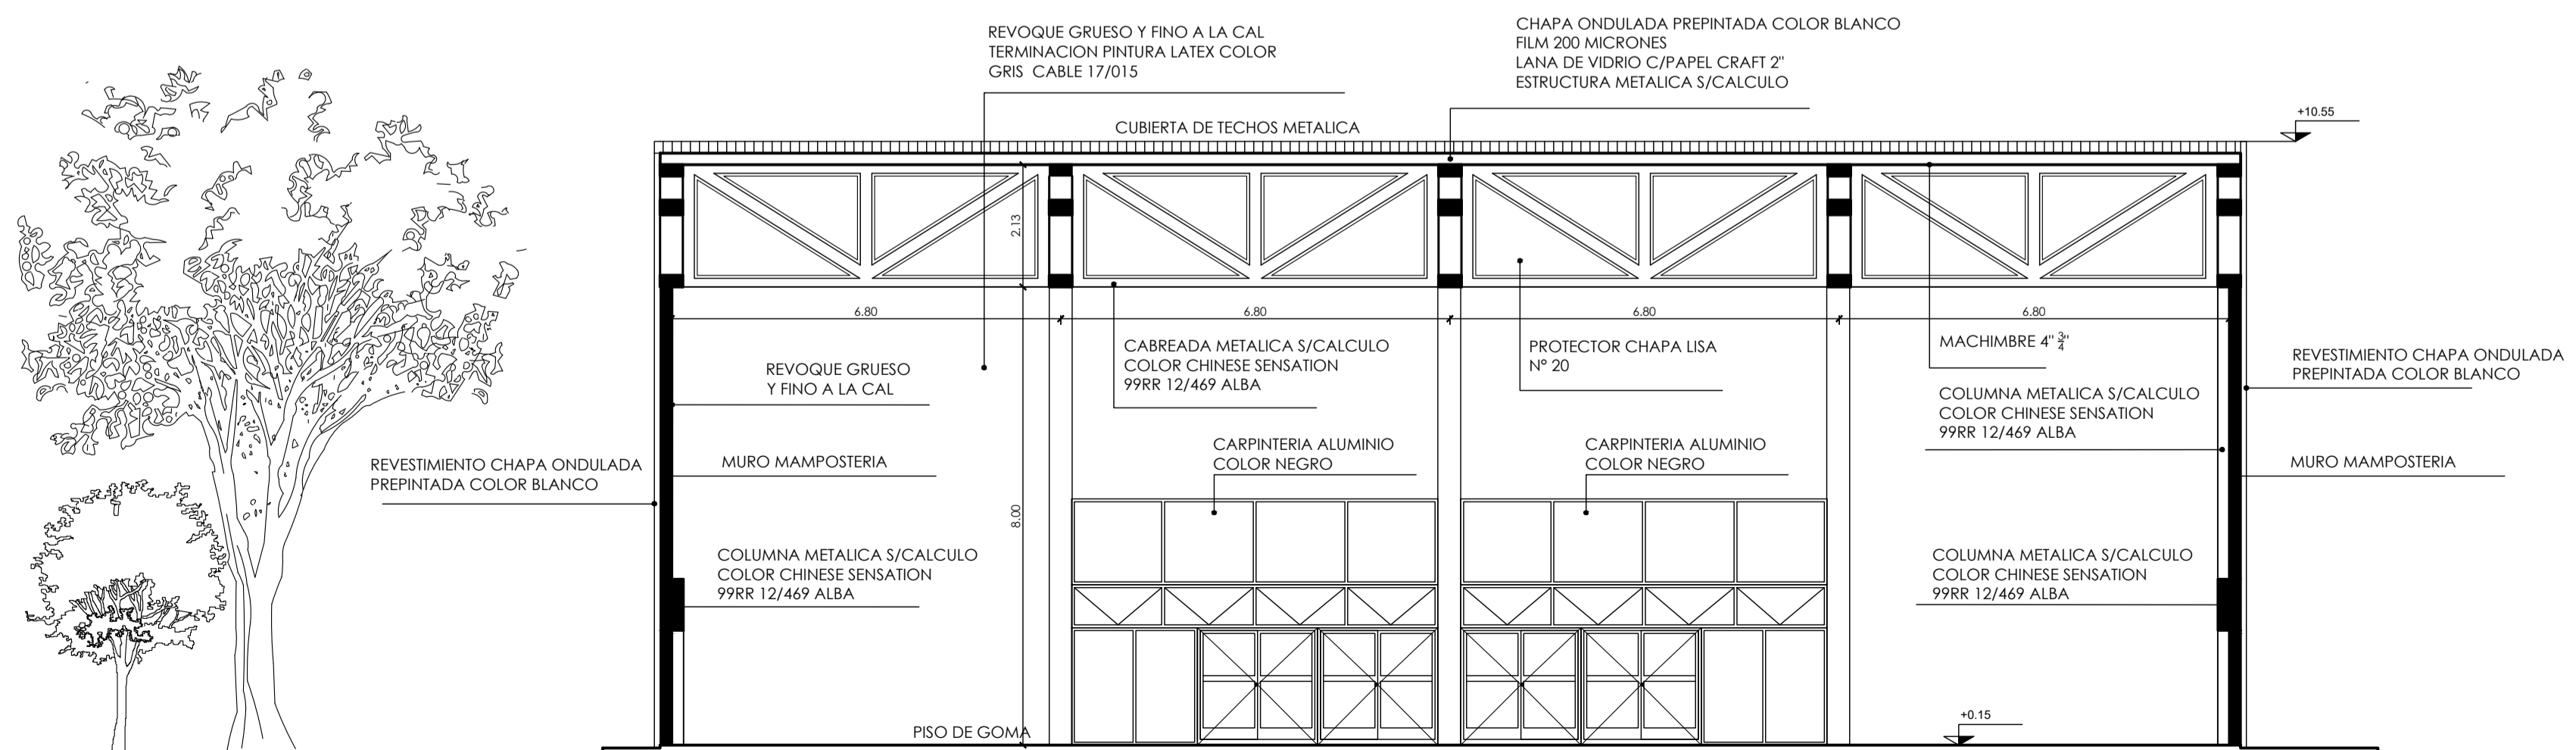 REVOQUE GRUESO Y FINO A LA CAL
TERMINACION PINTURA LATEX COLOR
GRIS CABLE 17/015
CHAPA ONDULADA PREPINTADA COLOR BLANCO
FILM 200 MICRONES
LANA DE VIDRIO C/PAPEL CRAFT 2"
ESTRUCTURA METALICA S/CALCULO
+10.55
CUBIERTA DE TECHOS METALICA
2.13
6.80
6.80
6.80
6.80
REVOQUE GRUESO
Y FINO A LA CAL
CABREADA METALICA S/CALCULO
COLOR CHINESE SENSATION
99RR 12/469 ALBA
PROTECTOR CHAPA LISA
Nº 20
MACHIMBRE 4" 3/4"
REVESTIMIENTO CHAPA ONDULADA
PREPINTADA COLOR BLANCO
COLUMNA METALICA S/CALCULO
COLOR CHINESE SENSATION
99RR 12/469 ALBA
REVESTIMIENTO CHAPA ONDULADA
PREPINTADA COLOR BLANCO
MURO MAMPOSTERIA
CARPINTERIA ALUMINIO
COLOR NEGRO
CARPINTERIA ALUMINIO
COLOR NEGRO
MURO MAMPOSTERIA
8.00
COLUMNA METALICA S/CALCULO
COLOR CHINESE SENSATION
99RR 12/469 ALBA
COLUMNA METALICA S/CALCULO
COLOR CHINESE SENSATION
99RR 12/469 ALBA
PISO DE GOMA
+0.15